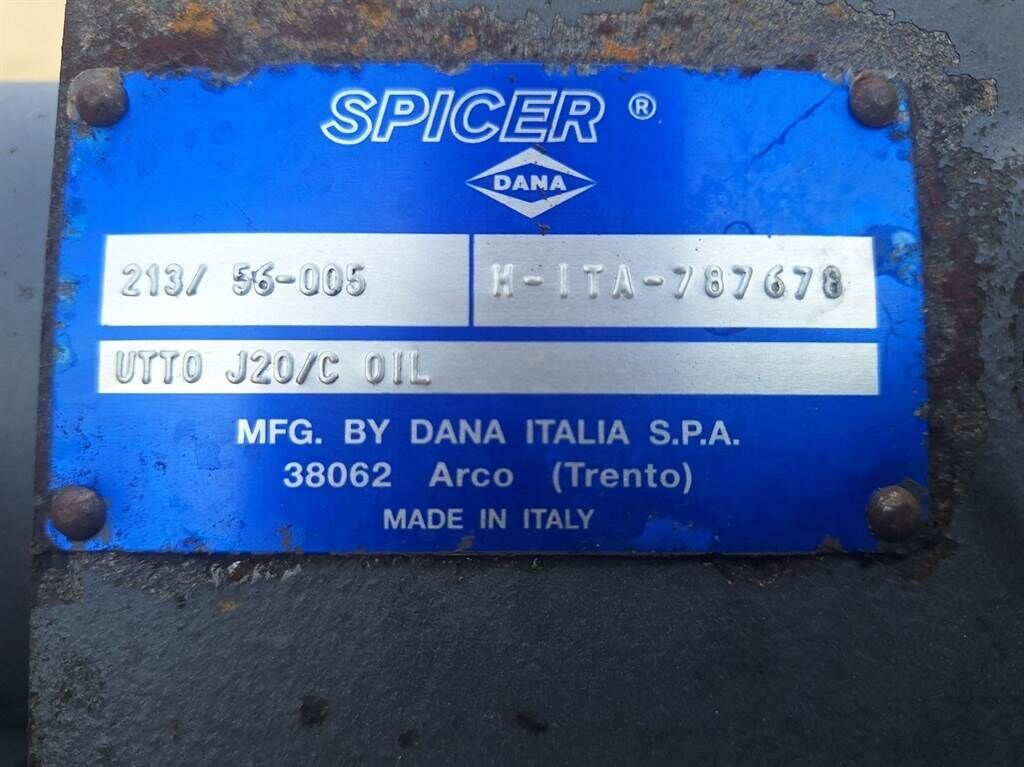 SPICER ®
DANA
213/ 56-005 M-ITA-787678
UTTO J20/C OIL
MFG. BY DANA ITALIA S.P.A.
38062 Arco (Trento)
MADE IN ITALY